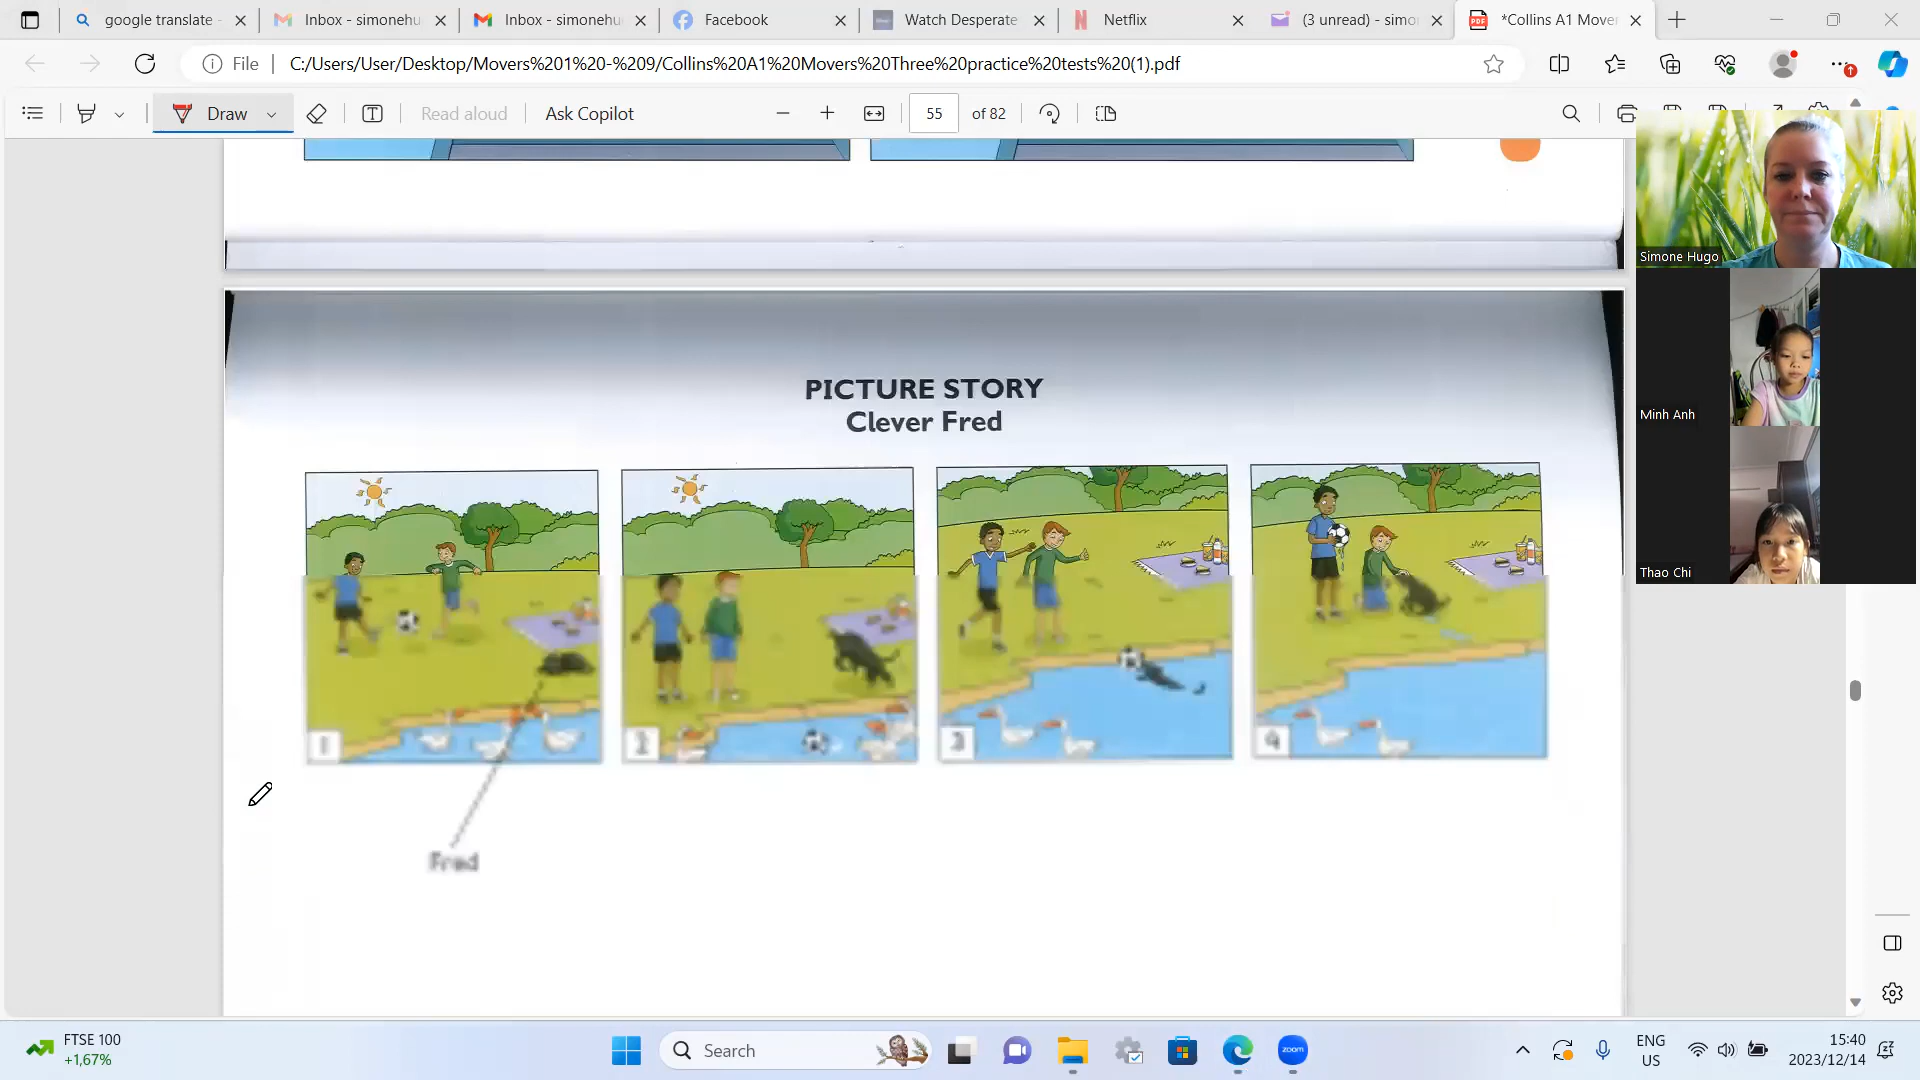 google translate -
Inbox - simonehu
Inbox - simonehu
Facebook
Watch Desperate
Netflix
(3 unread) - simo
*Collins A1 Mover
File
C:/Users/User/Desktop/Movers%201%20-%209/Collins%20A1%20Movers%20Three%20practice%20tests%20(1).pdf
Draw
Read aloud
Ask Copilot
55 of 82
Simone Hugo
Minh Anh
Thao Chi
PICTURE STORY
Clever Fred
1
2
3
4
Fred
FTSE 100
+1,67%
Search
zoom
ENG
US
15:40
2023/12/14